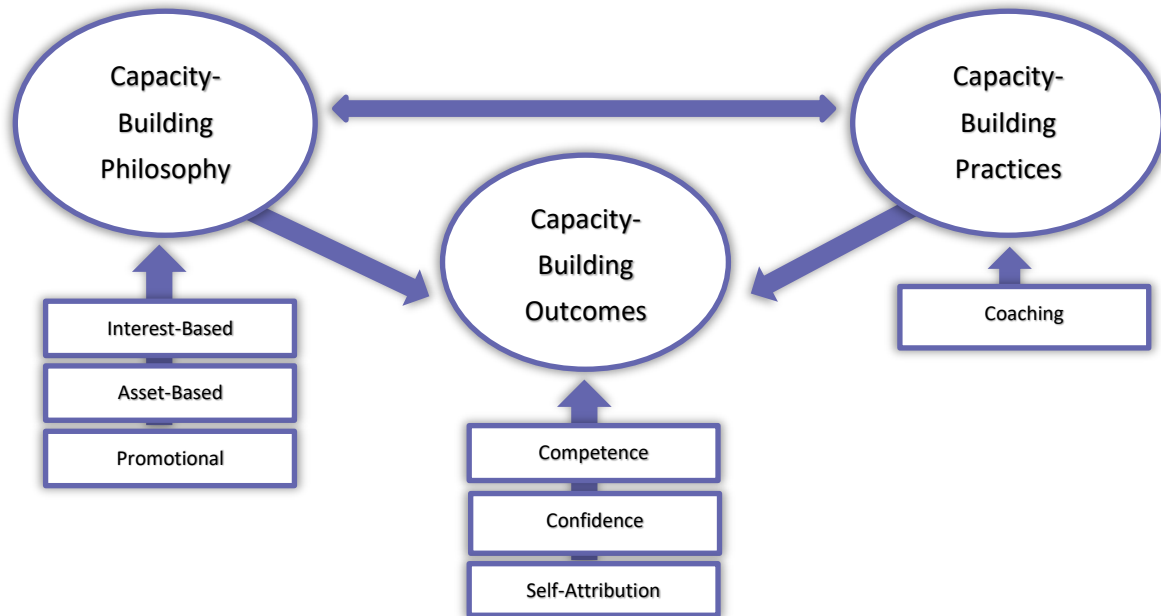 Capacity-
Building
Philosophy
Capacity-
Building
Practices
Capacity-
Building
Outcomes
Interest-Based
Asset-Based
Promotional
Coaching
Competence
Confidence
Self-Attribution